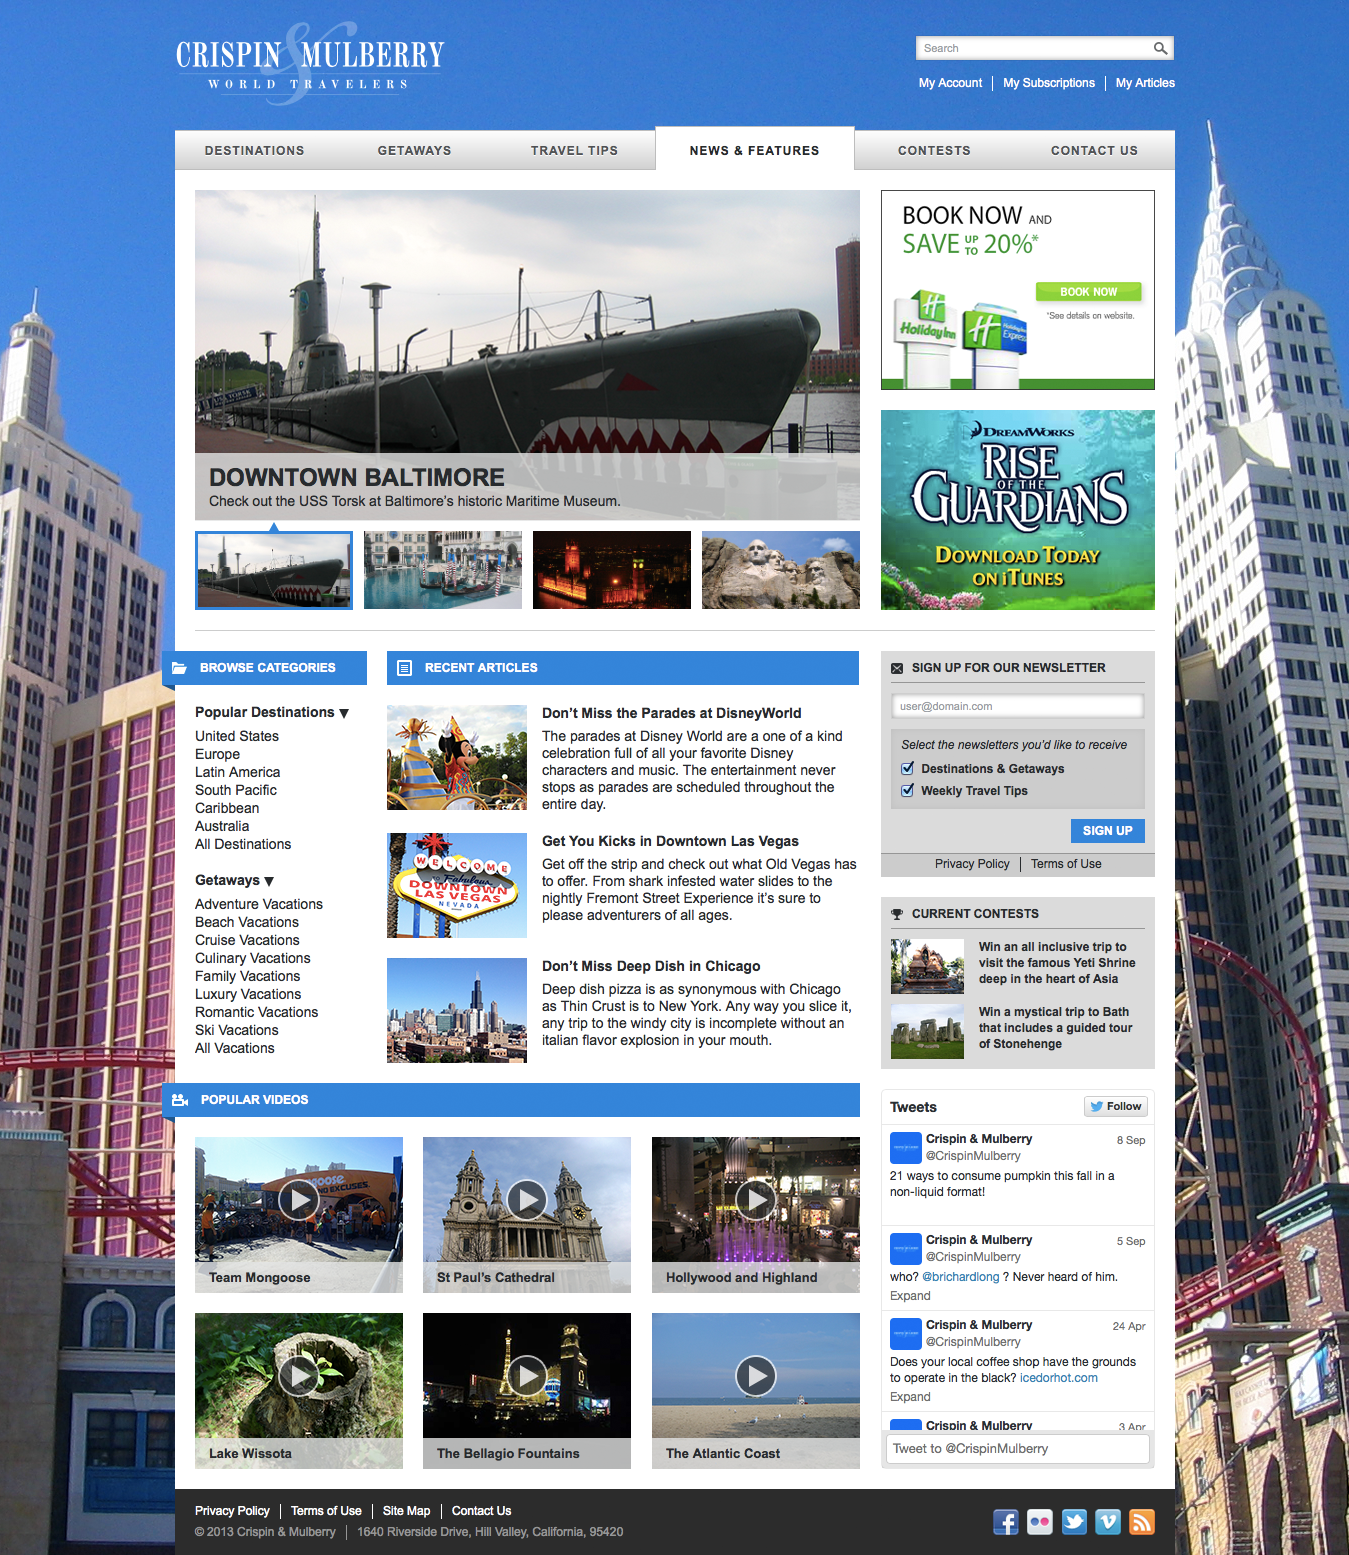 CRISPIN & MULBERRY
WORLD TRAVELERS
Search
My Account
My Subscriptions
My Articles
DESTINATIONS
GETAWAYS
TRAVEL TIPS
NEWS & FEATURES
CONTESTS
CONTACT US
USS TORSK
DOWNTOWN BALTIMORE
Check out the USS Torsk at Baltimore's historic Maritime Museum.
BOOK NOW AND
SAVE UP TO 20%*
BOOK NOW
*See details on website.
H
Holiday Inn
H
Holiday Inn
Express
DREAMWORKS
RISE
OF THE
GUARDIANS
DOWNLOAD TODAY
ON iTUNES
BROWSE CATEGORIES
Popular Destinations ▼
United States
Europe
Latin America
South Pacific
Caribbean
Australia
All Destinations
Getaways ▼
Adventure Vacations
Beach Vacations
Cruise Vacations
Culinary Vacations
Family Vacations
Luxury Vacations
Romantic Vacations
Ski Vacations
All Vacations
RECENT ARTICLES
Don't Miss the Parades at DisneyWorld
The parades at Disney World are a one of a kind
celebration full of all your favorite Disney
characters and music. The entertainment never
stops as parades are scheduled throughout the
entire day.
WELCOME
TO Fabulous
DOWNTOWN
LAS VEGAS
NEVADA
Get You Kicks in Downtown Las Vegas
Get off the strip and check out what Old Vegas has
to offer. From shark infested water slides to the
nightly Fremont Street Experience it's sure to
please adventurers of all ages.
Don't Miss Deep Dish in Chicago
Deep dish pizza is as synonymous with Chicago
as Thin Crust is to New York. Any way you slice it,
any trip to the windy city is incomplete without an
italian flavor explosion in your mouth.
SIGN UP FOR OUR NEWSLETTER
user@domain.com
Select the newsletters you'd like to receive
Destinations & Getaways
Weekly Travel Tips
SIGN UP
Privacy Policy
Terms of Use
CURRENT CONTESTS
Win an all inclusive trip to
visit the famous Yeti Shrine
deep in the heart of Asia
Win a mystical trip to Bath
that includes a guided tour
of Stonehenge
POPULAR VIDEOS
mongoose
NO EXCUSES.
Team Mongoose
St Paul's Cathedral
Hollywood and Highland
Lake Wissota
The Bellagio Fountains
The Atlantic Coast
Tweets
Follow
Crispin & Mulberry
8 Sep
@CrispinMulberry
21 ways to consume pumpkin this fall in a
non-liquid format!
Crispin & Mulberry
5 Sep
@CrispinMulberry
who? @brichardlong ? Never heard of him.
Expand
Crispin & Mulberry
24 Apr
@CrispinMulberry
Does your local coffee shop have the grounds
to operate in the black? icedorhot.com
Expand
Crispin & Mulberry
3 Apr
Tweet to @CrispinMulberry
Privacy Policy
Terms of Use
Site Map
Contact Us
© 2013 Crispin & Mulberry
1640 Riverside Drive, Hill Valley, California, 95420